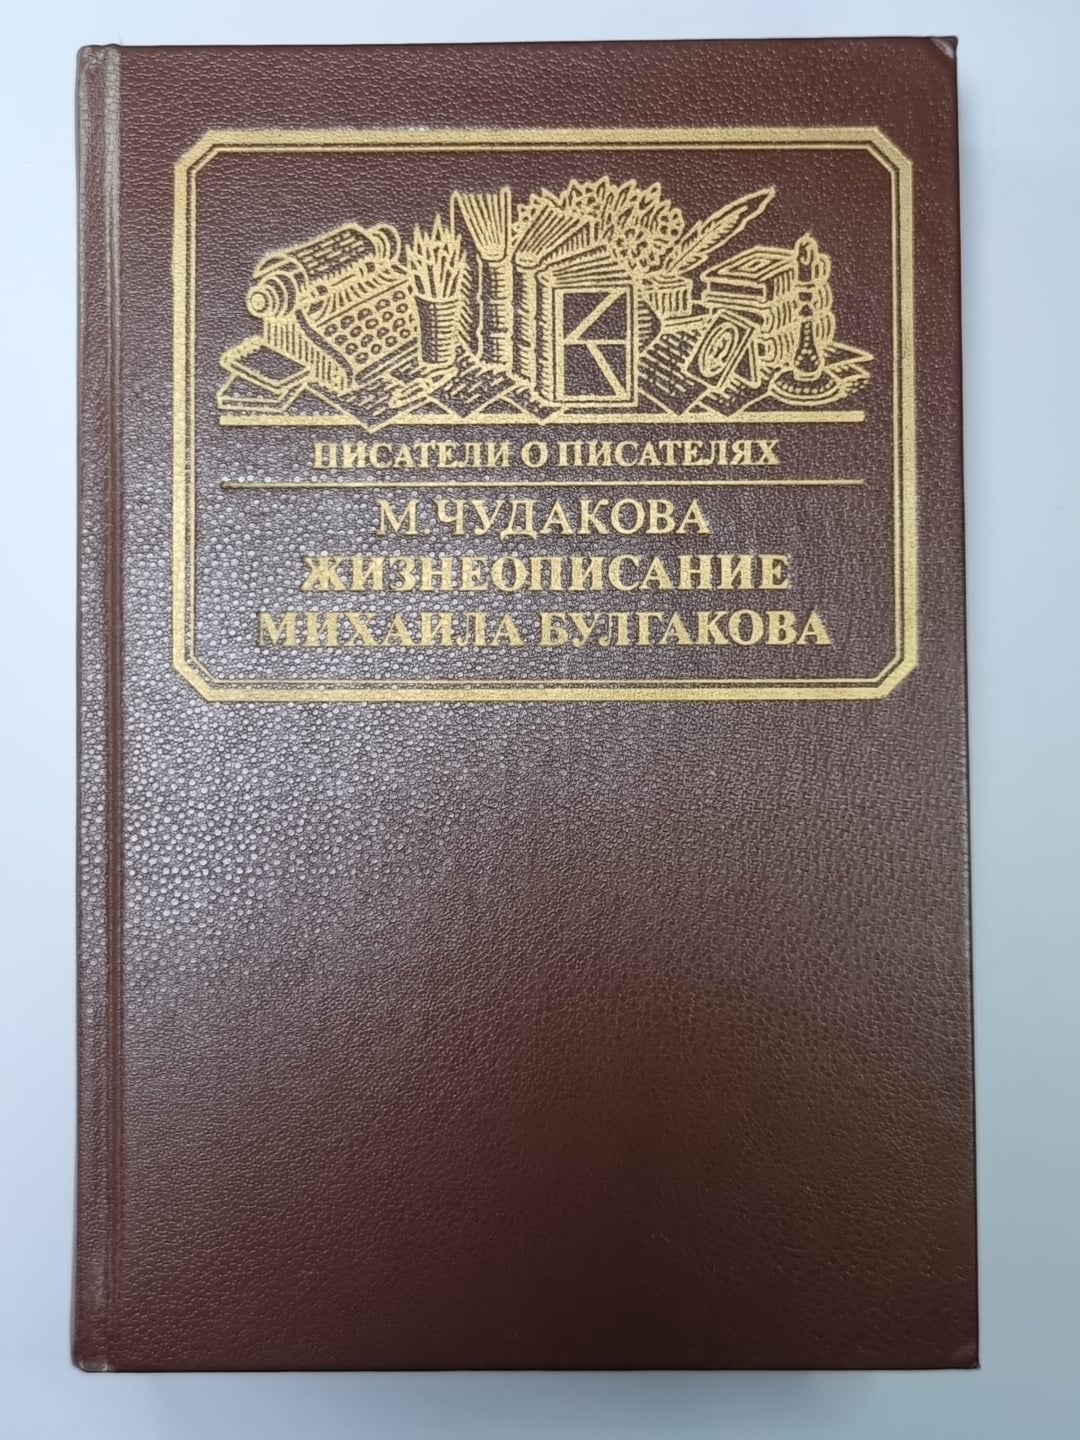 ПИСАТЕЛИ О ПИСАТЕЛЯХ
М. ЧУДАКОВА
ЖИЗНЕОПИСАНИЕ
МИХАИЛА БУЛГАКОВА